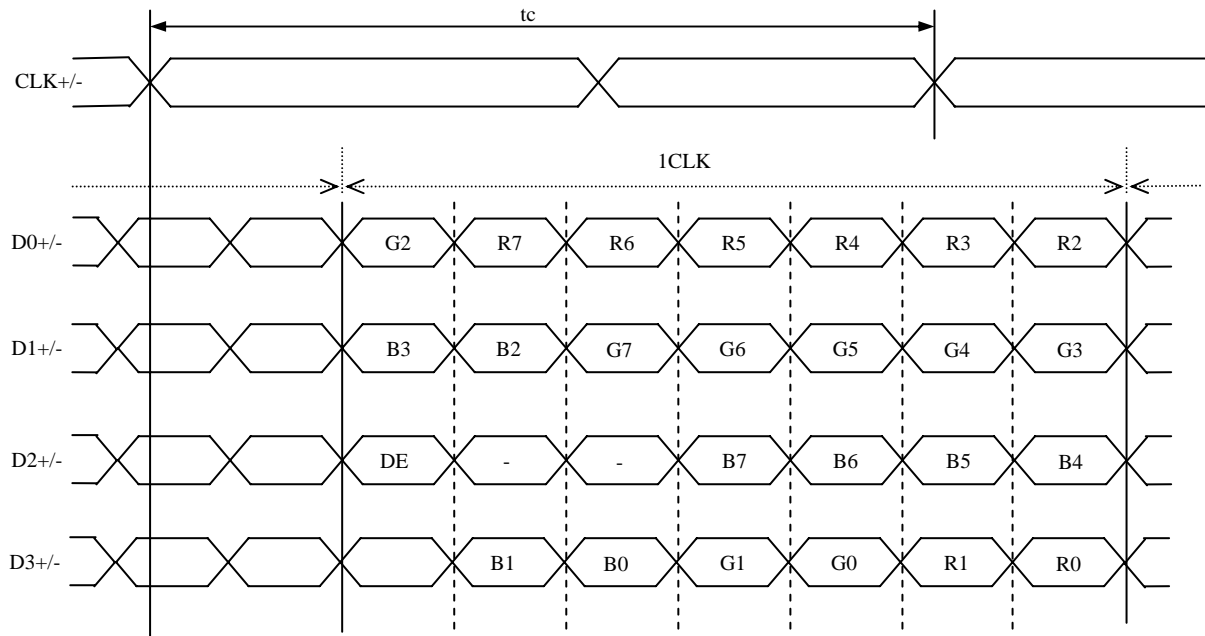 tc
CLK+/-
1CLK
D0+/- G2 R7 R6 R5 R4 R3 R2
D1+/- B3 B2 G7 G6 G5 G4 G3
D2+/- DE - - B7 B6 B5 B4
D3+/- B1 B0 G1 G0 R1 R0